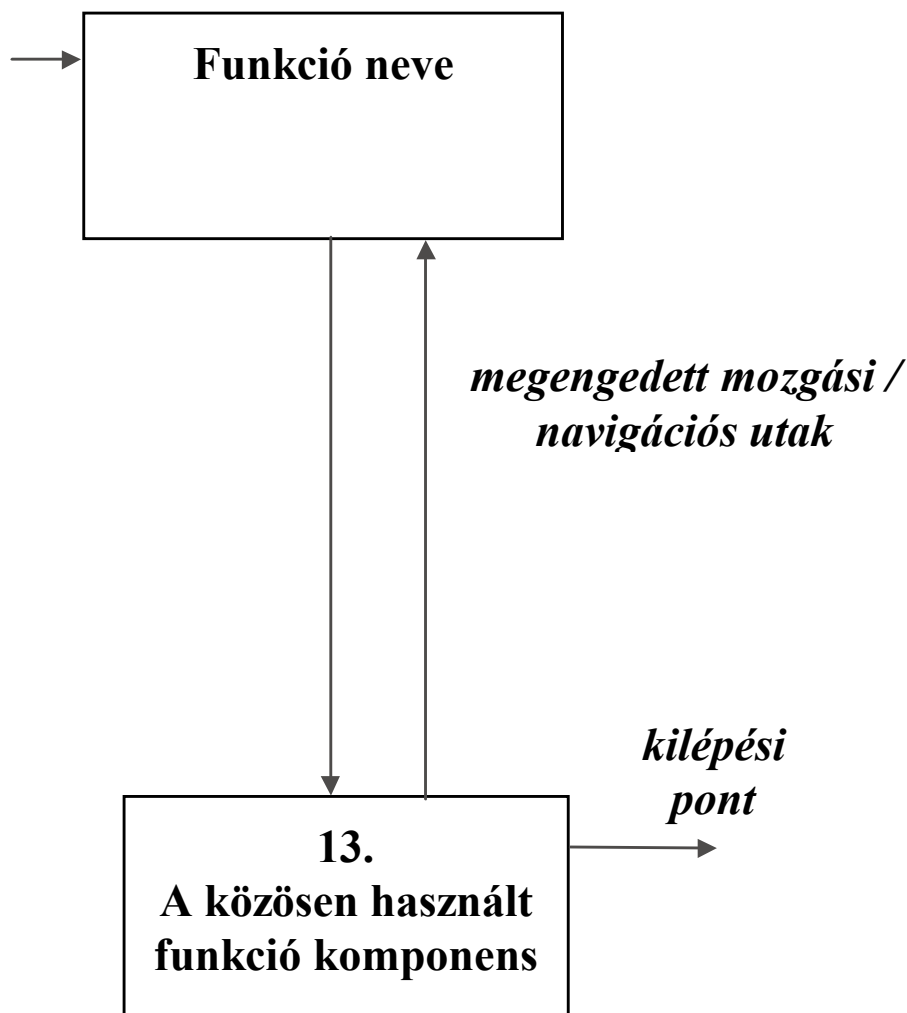 Funkció neve
megengedett mozgási /
navigációs utak
kilépési
pont
13.
A közösen használt
funkció komponens